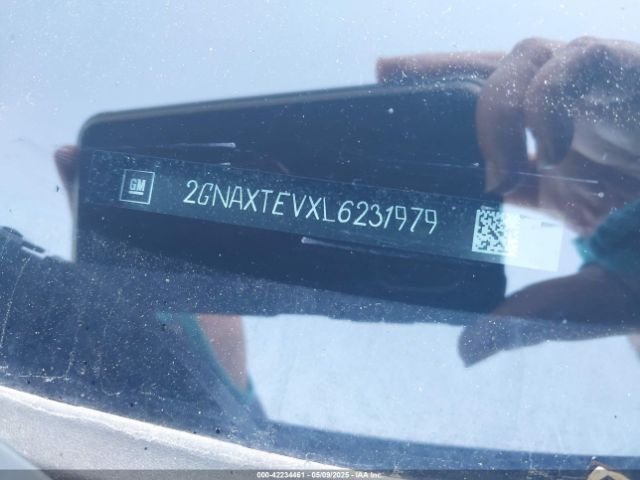 GM
2GNAXTEVXL6231979
000-42234461 - 05/09/2025 - IAA Inc.